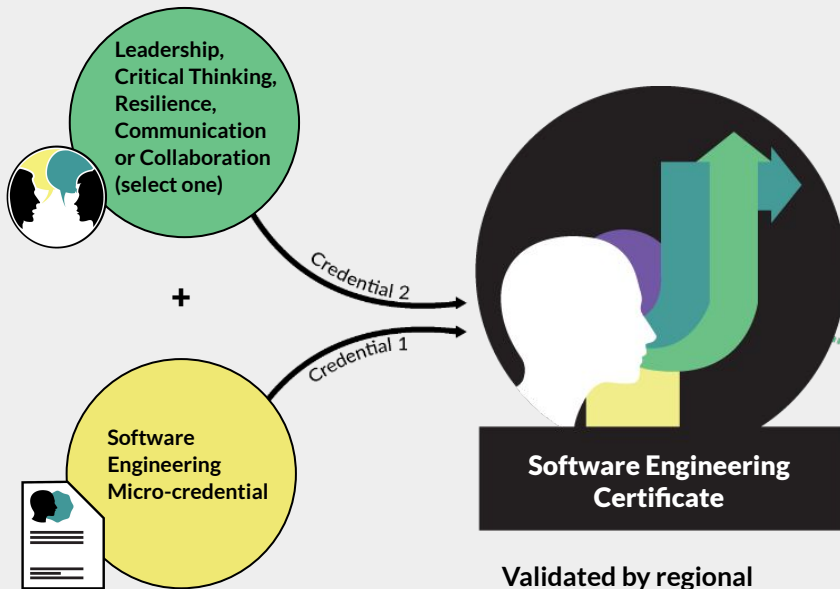 Leadership,
Critical Thinking,
Resilience,
Communication
or Collaboration
(select one)
Credential 2
+
Credential 1
Software
Engineering
Micro-credential
Software Engineering
Certificate
Validated by regional